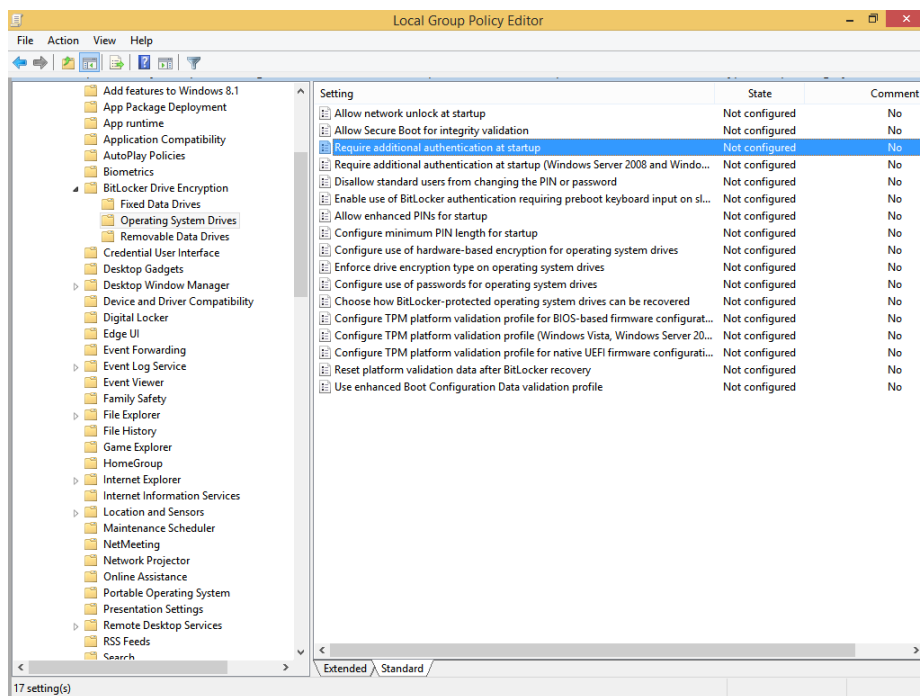 Local Group Policy Editor
File Action View Help
Add features to Windows 8.1
App Package Deployment
App runtime
Application Compatibility
AutoPlay Policies
Biometrics
BitLocker Drive Encryption
Fixed Data Drives
Operating System Drives
Removable Data Drives
Credential User Interface
Desktop Gadgets
Desktop Window Manager
Device and Driver Compatibility
Digital Locker
Edge UI
Event Forwarding
Event Log Service
Event Viewer
Family Safety
File Explorer
File History
Game Explorer
HomeGroup
Internet Explorer
Internet Information Services
Location and Sensors
Maintenance Scheduler
NetMeeting
Network Projector
Online Assistance
Portable Operating System
Presentation Settings
Remote Desktop Services
RSS Feeds
Search
Setting State Comment
Allow network unlock at startup Not configured No
Allow Secure Boot for integrity validation Not configured No
Require additional authentication at startup Not configured No
Require additional authentication at startup (Windows Server 2008 and Windo... Not configured No
Disallow standard users from changing the PIN or password Not configured No
Enable use of BitLocker authentication requiring preboot keyboard input on sl... Not configured No
Allow enhanced PINs for startup Not configured No
Configure minimum PIN length for startup Not configured No
Configure use of hardware-based encryption for operating system drives Not configured No
Enforce drive encryption type on operating system drives Not configured No
Configure use of passwords for operating system drives Not configured No
Choose how BitLocker-protected operating system drives can be recovered Not configured No
Configure TPM platform validation profile for BIOS-based firmware configurat... Not configured No
Configure TPM platform validation profile (Windows Vista, Windows Server 20... Not configured No
Configure TPM platform validation profile for native UEFI firmware configurati... Not configured No
Reset platform validation data after BitLocker recovery Not configured No
Use enhanced Boot Configuration Data validation profile Not configured No
Extended Standard
17 setting(s)